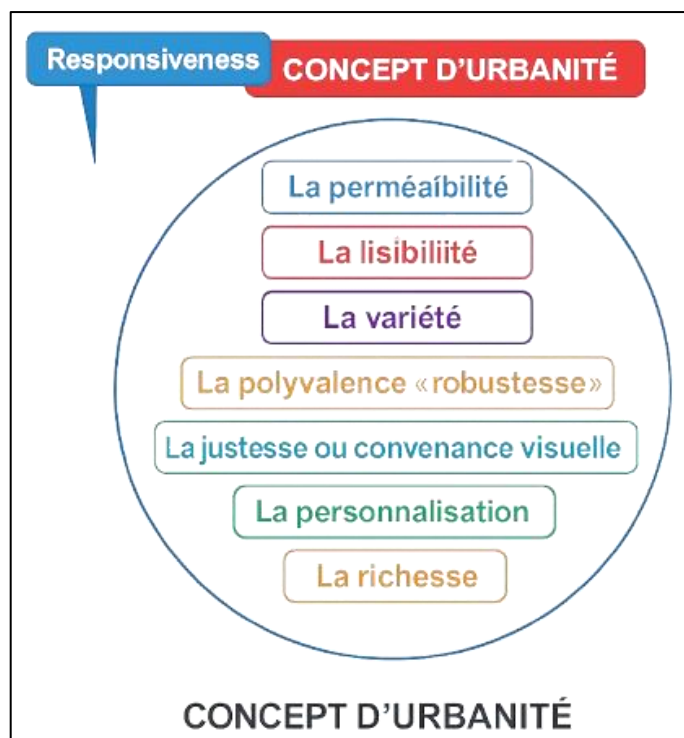 Responsiveness
CONCEPT D'URBANITÉ
La perméaíbilité
La lisibiliité
La variété
La polyvalence «robustesse»
La justesse ou convenance visuelle
La personnalisation
La richesse
CONCEPT D'URBANITÉ